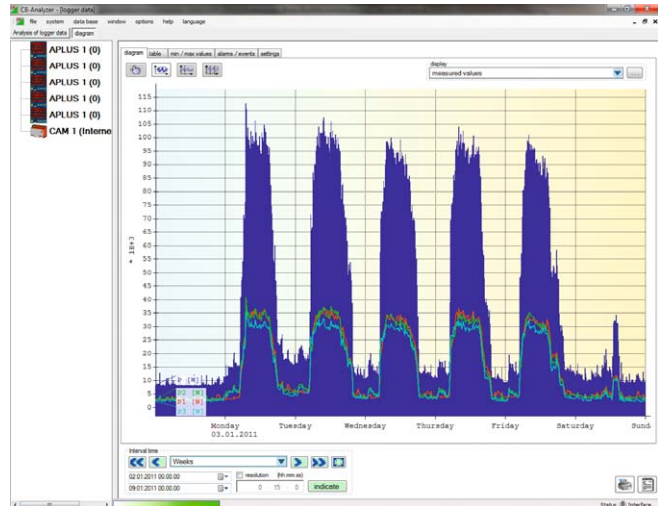 CB-Analyzer - [logger data]
file system data base window options help language
Analysis of logger data diagram
APLUS 1 (0)
APLUS 1 (0)
APLUS 1 (0)
APLUS 1 (0)
APLUS 1 (0)
CAM 1 (Interne
diagram table min / max values alarms / events settings
display
measured values
115
110
105
100
95
90
85
80
75
70
65
60
55
50
45
40
35
30
25
20
15
10
5
0
* 1E+3
P [W]
P2 [W]
P1 [W]
P3 [W]
Monday Tuesday Wednesday Thursday Friday Saturday Sund
03.01.2011
Interval time
Weeks
02.01.2011 00.00.00
resolution (hh:mm:ss)
09.01.2011 00.00.00
0 : 15 : 0
indicate
Status Interface